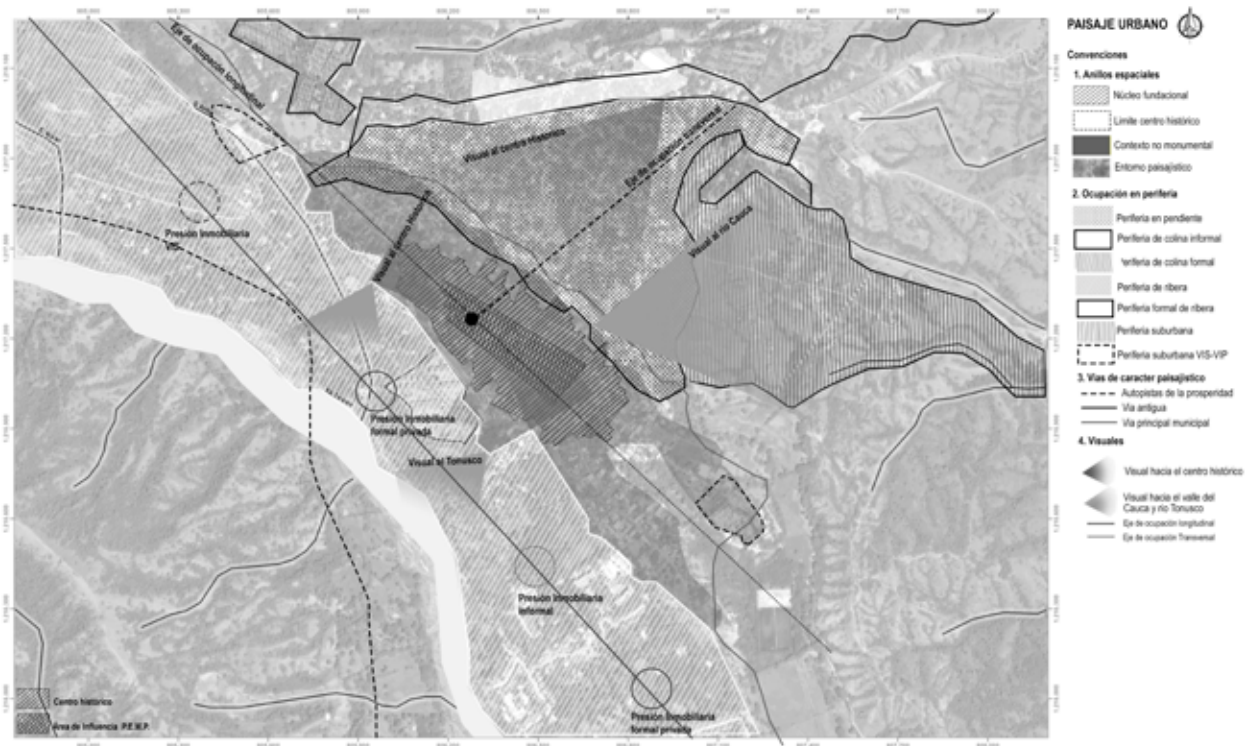 PAISAJE URBANO
Convenciones
1. Anillos espaciales
Núcleo fundacional
Limite centro histórico
Contexto no monumental
Entorno paisajístico
2. Ocupación en periferia
Periferia en pendiente
Periferia de colina informal
eriferia de colina formal
Periferia de ribera
Periferia formal de ribera
Periferia suburbana
Periferia suburbana VIS-VIP
3. Vias de caracter paisajístico
Autopistas de la prosperidad
Via antigua
Via principal municipal
4. Visuales
Visual hacia el centro histórico
Visual hacia el valle del
Cauca y rio Tonusco
Eje de ocupación longitudinal
Eje de ocupación Transversal
Eje de ocupación longitudinal
Visual al centro Histórico
Eje de ocupación transversal
Visual al río Cauca
Visual al centro histórico
Presión Inmobiliaria
VIS
Presión Inmobiliaria
formal privada
Visual al Tonusco
Presión Inmobiliaria
informal
Presión Inmobiliaria
formal privada
Centro histórico
Área de Influencia P.E.M.P.